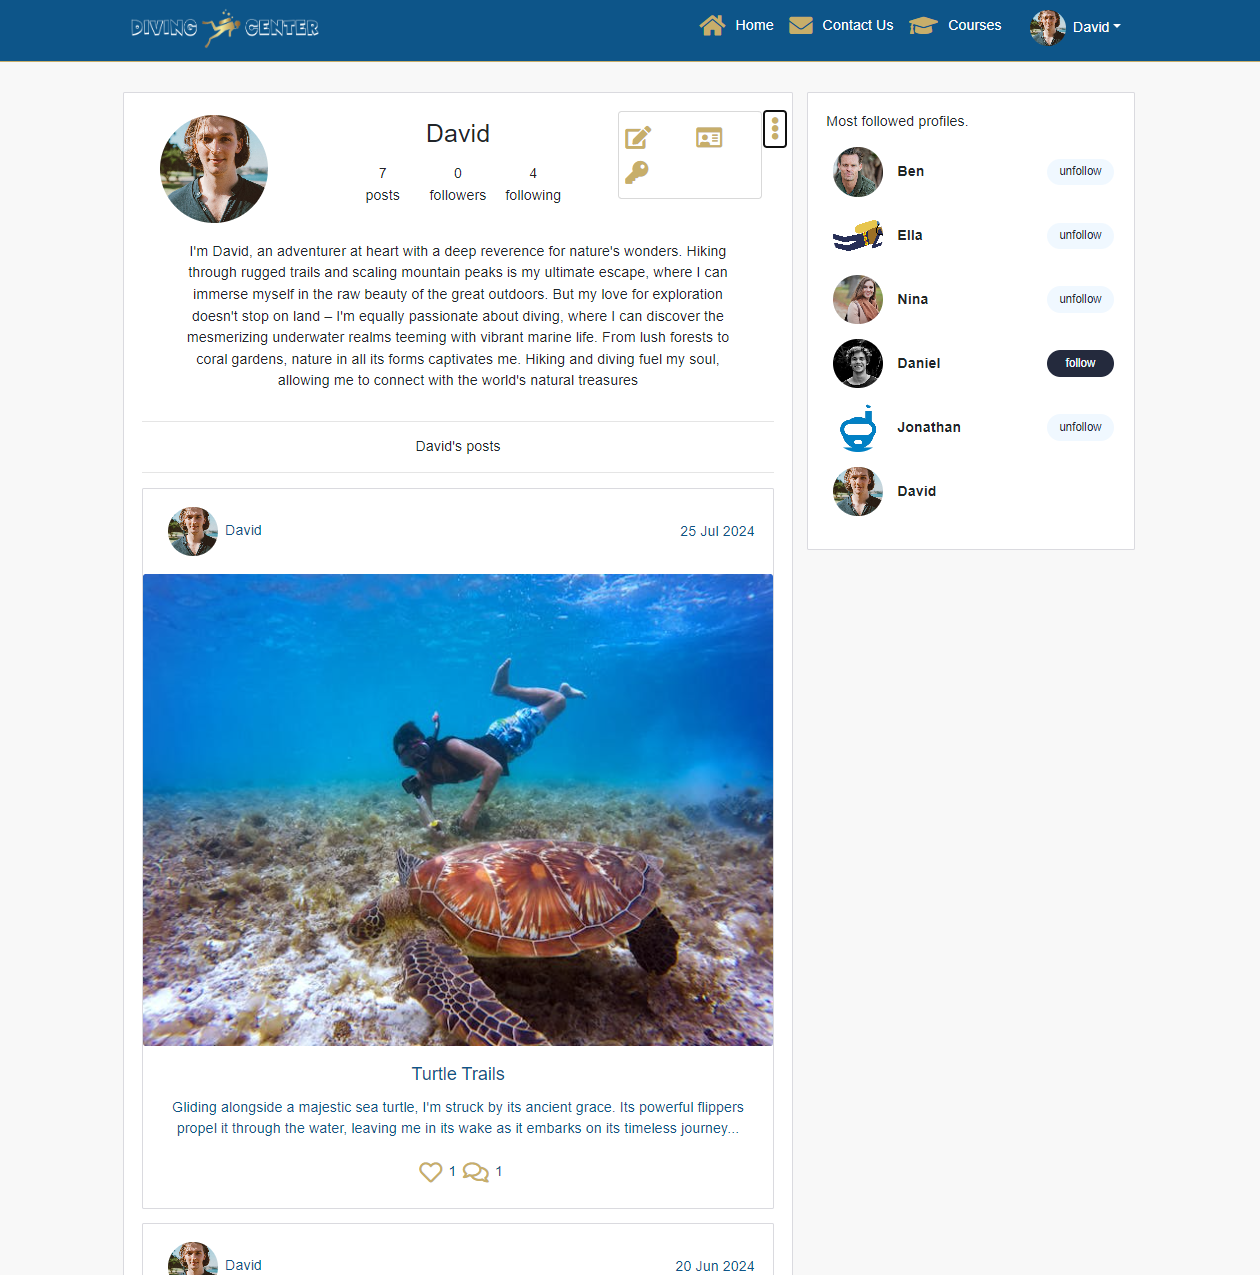 DIVING CENTER
Home
Contact Us
Courses
David
David
7
posts
0
followers
4
following
I'm David, an adventurer at heart with a deep reverence for nature's wonders. Hiking
through rugged trails and scaling mountain peaks is my ultimate escape, where I can
immerse myself in the raw beauty of the great outdoors. But my love for exploration
doesn't stop on land – I'm equally passionate about diving, where I can discover the
mesmerizing underwater realms teeming with vibrant marine life. From lush forests to
coral gardens, nature in all its forms captivates me. Hiking and diving fuel my soul,
allowing me to connect with the world's natural treasures
David's posts
David
25 Jul 2024
Turtle Trails
Gliding alongside a majestic sea turtle, I'm struck by its ancient grace. Its powerful flippers
propel it through the water, leaving me in its wake as it embarks on its timeless journey...
1
1
David
20 Jun 2024
Most followed profiles.
Ben
unfollow
Ella
unfollow
Nina
unfollow
Daniel
follow
Jonathan
unfollow
David